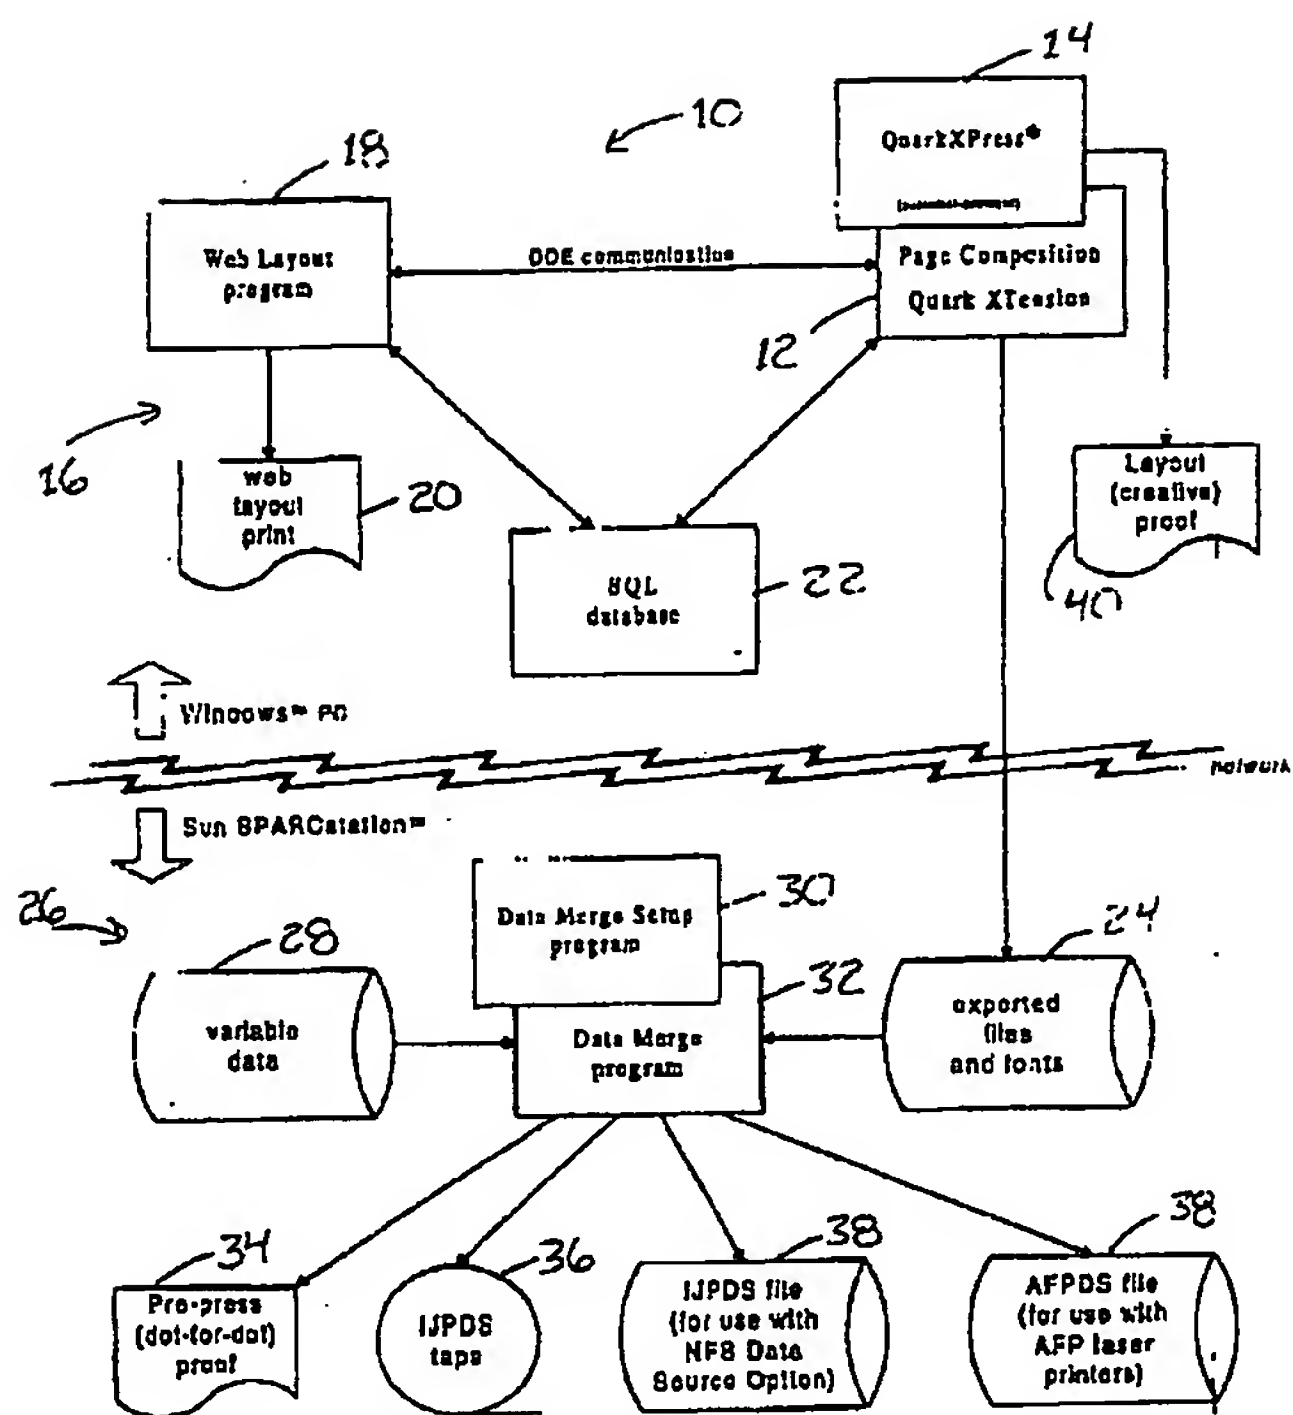 14
10
QuarkXPress*
18
Web Layout
program
DDE communication
Page Composition
Quark XTension
12
16
web
layout
print
20
Layout
(creative)
proof
40
SQL
database
22
Windows™ PC
network
Sun SPARCstation™
26
28
Data Merge Setup
program
30
24
32
variable
data
Data Merge
program
exported
files
and fonts
34
36
38
38
Pre-press
(dot-for-dot)
proof
IJPDS
tape
IJPDS file
(for use with
NFS Data
Source Option)
AFPDS file
(for use with
AFP laser
printers)